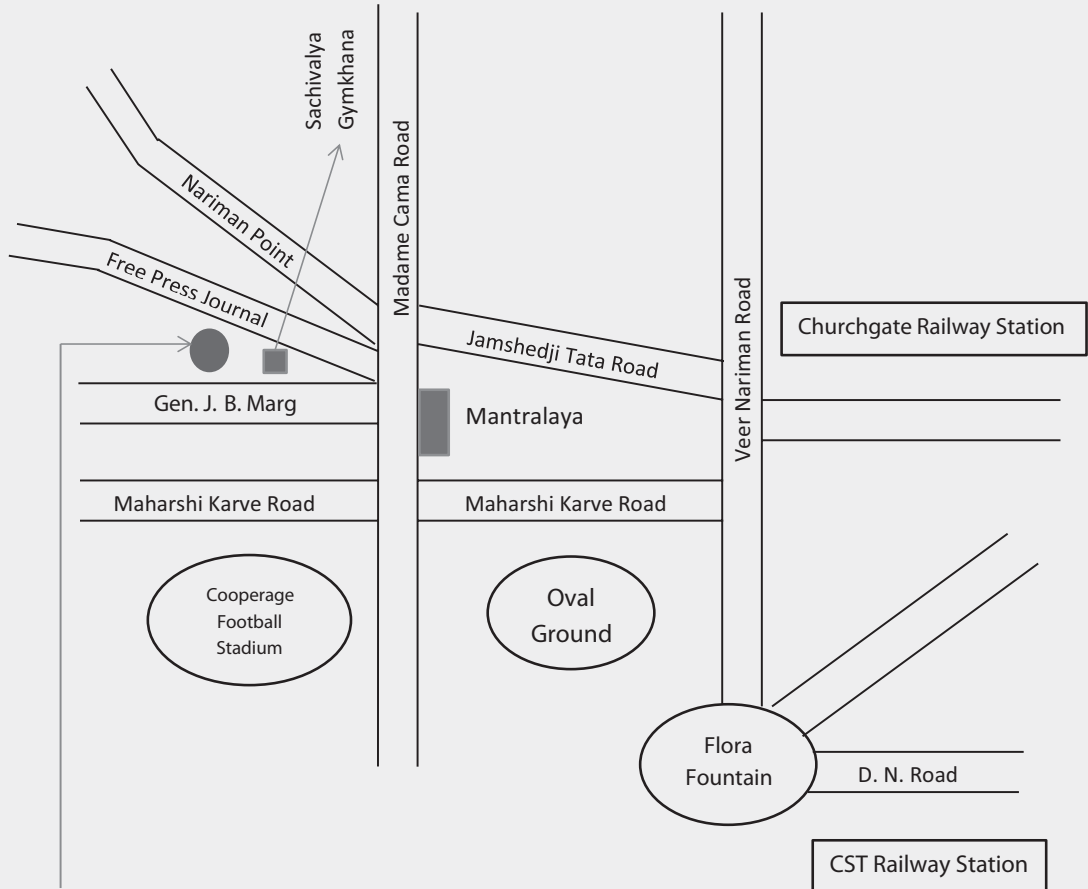 Sachivalya
Gymkhana
Madame Cama Road
Nariman Point
Free Press Journal
Veer Nariman Road
Churchgate Railway Station
Jamshedji Tata Road
Gen. J. B. Marg
Mantralaya
Maharshi Karve Road
Maharshi Karve Road
Cooperage
Football
Stadium
Oval
Ground
Flora
Fountain
D. N. Road
CST Railway Station